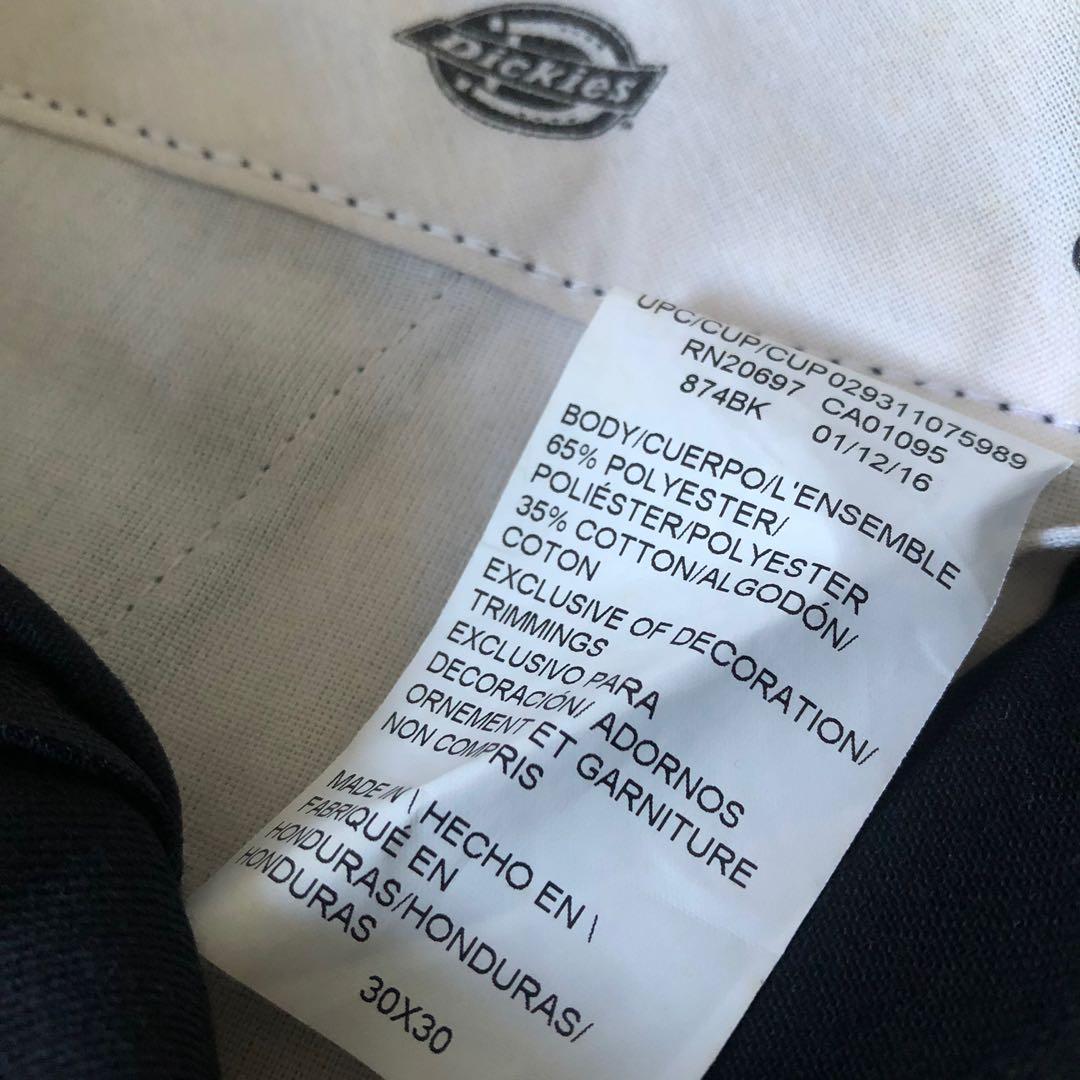 Dickies
UPC/CUP/CUP029311075989
RN20697 CA01095
874BK 01/12/16
BODY/CUERPO/L'ENSEMBLE
65% POLYESTER/
POLIÉSTER/POLYESTER
35% COTTON/ALGODÓN/
COTON
EXCLUSIVE OF DECORATION/
TRIMMINGS
EXCLUSIVO PARA
DECORACIÓN/ ADORNOS
ORNEMENT ET GARNITURE
NON COMPRIS
MADE IN \ HECHO EN \
FABRIQUÉ EN
HONDURAS/HONDURAS/
HONDURAS
30X30